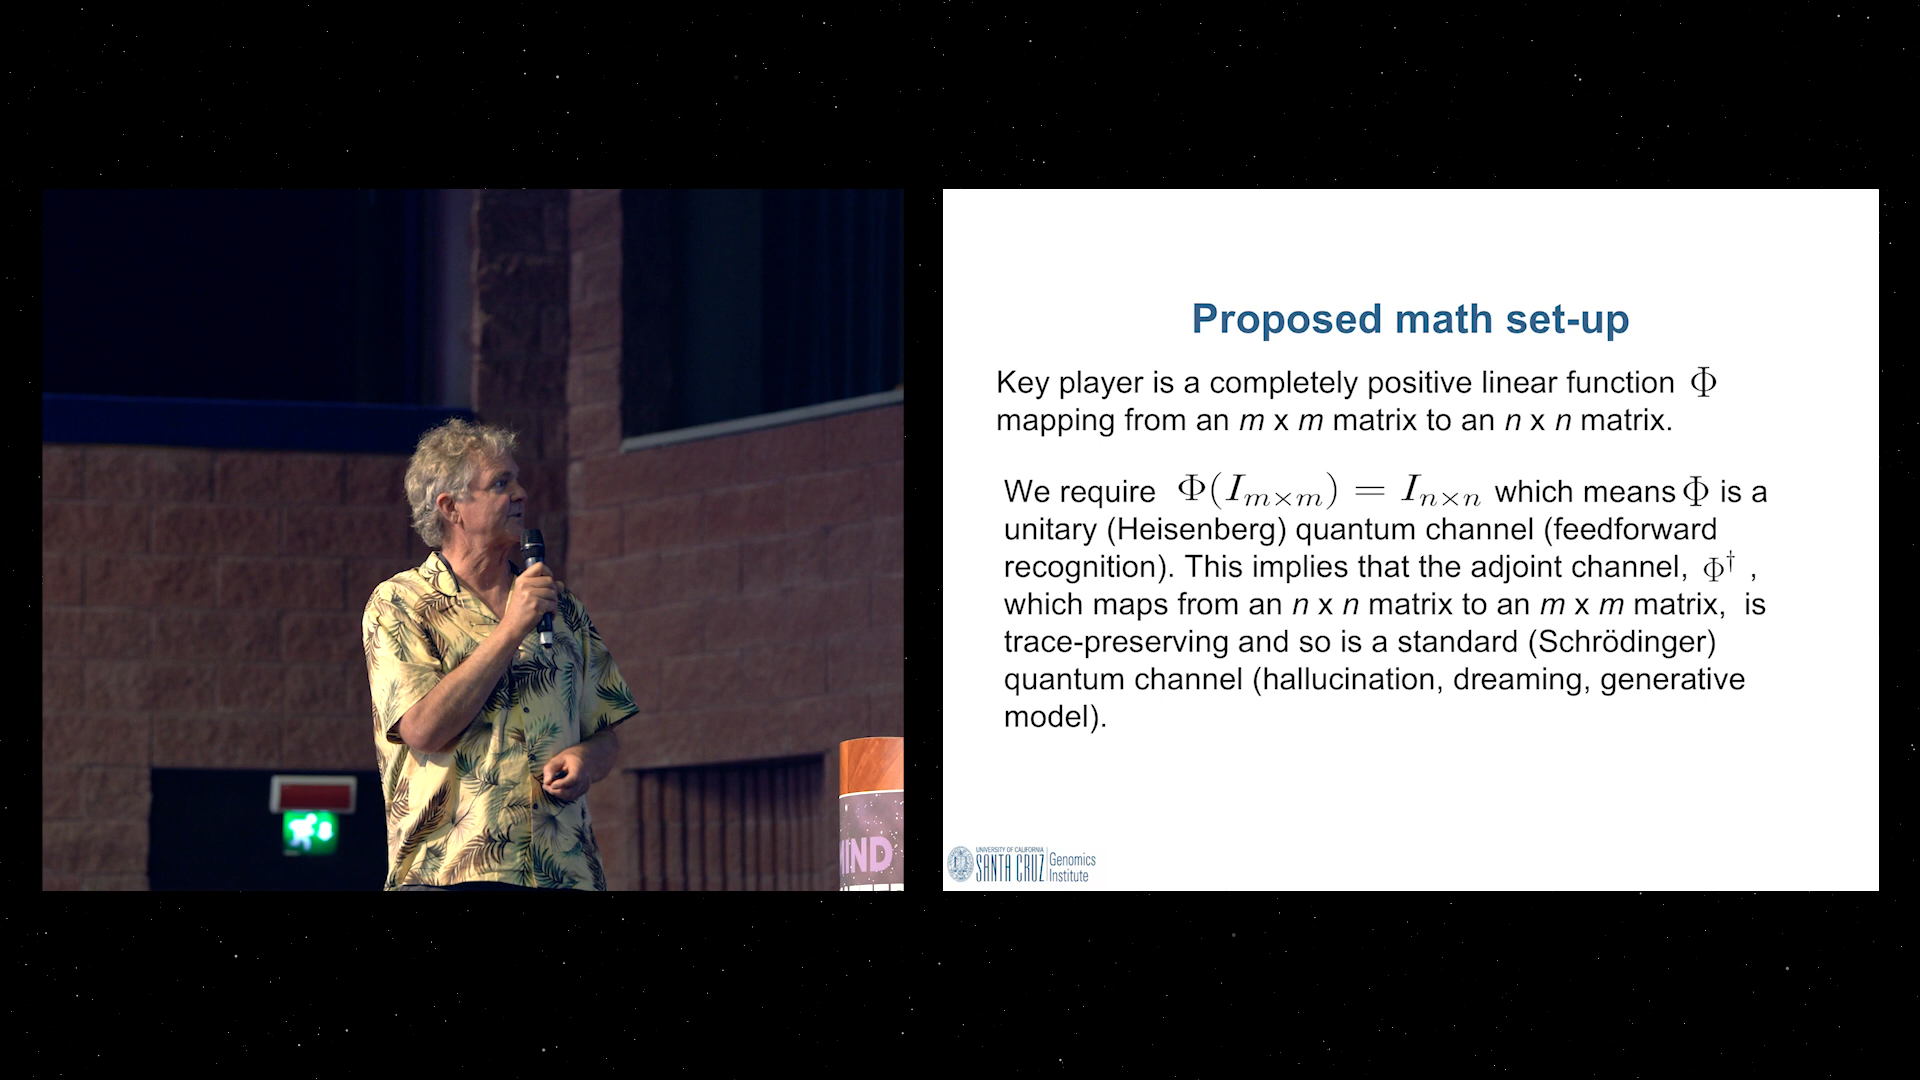 Proposed math set-up
Key player is a completely positive linear function Φ
mapping from an m x m matrix to an n x n matrix.
We require Φ(Iₘₓₘ) = Iₙₓₙ which means Φ is a
unitary (Heisenberg) quantum channel (feedforward
recognition). This implies that the adjoint channel, Φ† ,
which maps from an n x n matrix to an m x m matrix, is
trace-preserving and so is a standard (Schrödinger)
quantum channel (hallucination, dreaming, generative
model).
UNIVERSITY OF CALIFORNIA
SANTA CRUZ
Genomics
Institute
MIND